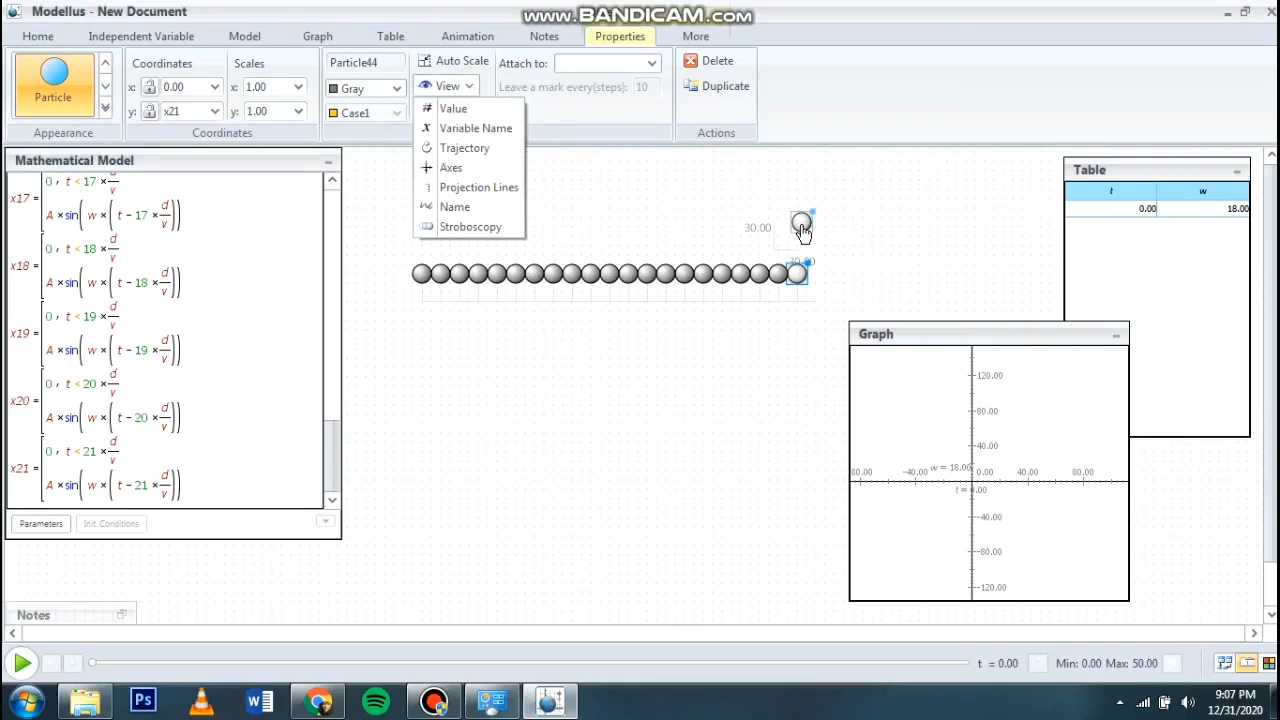 Modellus - New Document
www.BANDICAM.com
Home
Independent Variable
Model
Graph
Table
Animation
Notes
Properties
More
Particle
Appearance
Coordinates
Scales
x: 0.00
x: 1.00
y: x21
y: 1.00
Coordinates
Particle44
Gray
Case1
Auto Scale
View
Attach to:
Leave a mark every(steps): 10
Delete
Duplicate
Actions
# Value
x Variable Name
Trajectory
Axes
Projection Lines
Name
Stroboscopy
Mathematical Model
0 , t < 17 × d/v
x17 =
A × sin( w × ( t − 17 × d/v ))
0 , t < 18 × d/v
x18 =
A × sin( w × ( t − 18 × d/v ))
0 , t < 19 × d/v
x19 =
A × sin( w × ( t − 19 × d/v ))
0 , t < 20 × d/v
x20 =
A × sin( w × ( t − 20 × d/v ))
0 , t < 21 × d/v
x21 =
A × sin( w × ( t − 21 × d/v ))
Parameters
Init. Conditions
30.00
Table
t w
0.00 18.00
Graph
120.00
80.00
40.00
w = 18.00
80.00 -40.00 0.00 40.00 80.00
t = 0.00
-40.00
-80.00
-120.00
Notes
t = 0.00
Min: 0.00 Max: 50.00
Ps
W
9:07 PM
12/31/2020